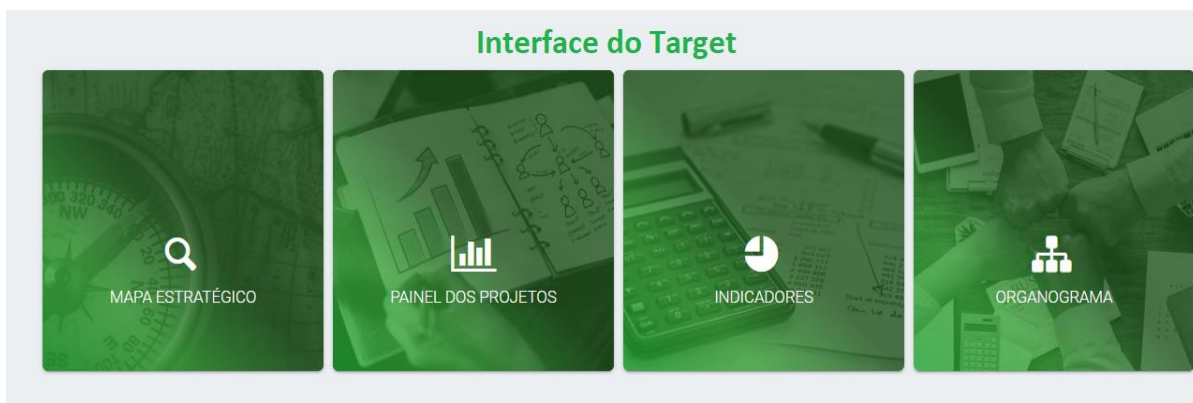 Interface do Target
MAPA ESTRATÉGICO
PAINEL DOS PROJETOS
INDICADORES
ORGANOGRAMA